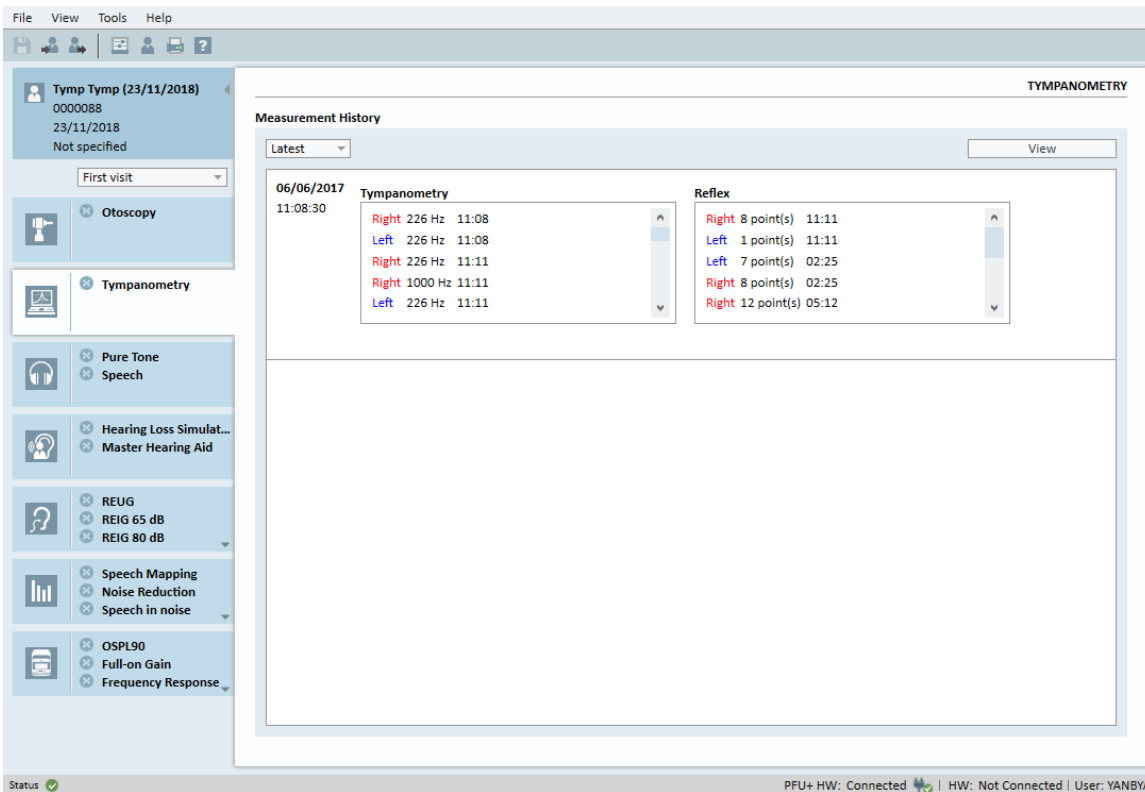 File View Tools Help
Tymp Tymp (23/11/2018)
0000088
23/11/2018
Not specified
First visit
Otoscopy
Tympanometry
Pure Tone
Speech
Hearing Loss Simulat...
Master Hearing Aid
REUG
REIG 65 dB
REIG 80 dB
Speech Mapping
Noise Reduction
Speech in noise
OSPL90
Full-on Gain
Frequency Response
TYMPANOMETRY
Measurement History
Latest
View
06/06/2017
11:08:30
Tympanometry
Right 226 Hz 11:08
Left 226 Hz 11:08
Right 226 Hz 11:11
Right 1000 Hz 11:11
Left 226 Hz 11:11
Reflex
Right 8 point(s) 11:11
Left 1 point(s) 11:11
Left 7 point(s) 02:25
Right 8 point(s) 02:25
Right 12 point(s) 05:12
Status
PFU+ HW: Connected | HW: Not Connected | User: YANBY